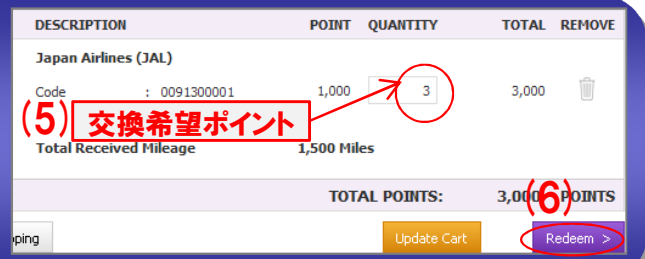 DESCRIPTION POINT QUANTITY TOTAL REMOVE
Japan Airlines (JAL)
Code : 0091300001 1,000 3 3,000
(5) 交換希望ポイント
Total Received Mileage 1,500 Miles
TOTAL POINTS: 3,000 POINTS
(6)
pping Update Cart Redeem >